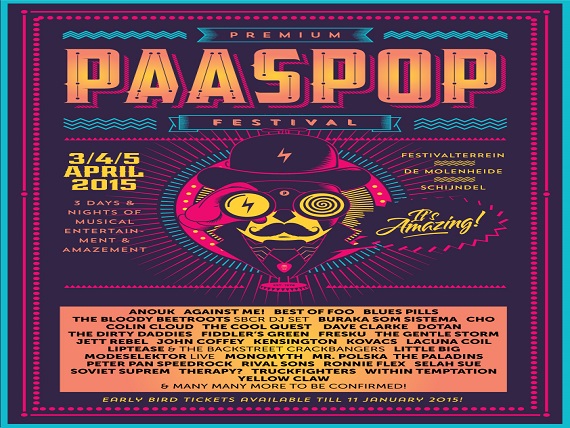 PREMIUM
PAASPOP
FESTIVAL
3/4/5
APRIL
2015
3 DAYS &
NIGHTS OF
MUSICAL
ENTERTAIN-
MENT &
AMAZEMENT
FESTIVALTERREIN
DE MOLENHEIDE
SCHIJNDEL
It's
Amazing!
ANOUK AGAINST ME! BEST OF FOO BLUES PILLS
THE BLOODY BEETROOTS SBCR DJ SET BURAKA SOM SISTEMA CHO
COLIN CLOUD THE COOL QUEST DAVE CLARKE DOTAN
THE DIRTY DADDIES FIDDLER'S GREEN FRESKU THE GENTLE STORM
JETT REBEL JOHN COFFEY KENSINGTON KOVACS LACUNA COIL
LIPTEASE & THE BACKSTREET CRACKBANGERS LITTLE BIG
MODESELEKTOR LIVE MONOMYTH MR. POLSKA THE PALADINS
PETER PAN SPEEDROCK RIVAL SONS RONNIE FLEX SELAH SUE
SOVIET SUPREM THERAPY? TRUCKFIGHTERS WITHIN TEMPTATION
YELLOW CLAW
& MANY MANY MORE TO BE CONFIRMED!
EARLY BIRD TICKETS AVAILABLE TILL 11 JANUARY 2015!